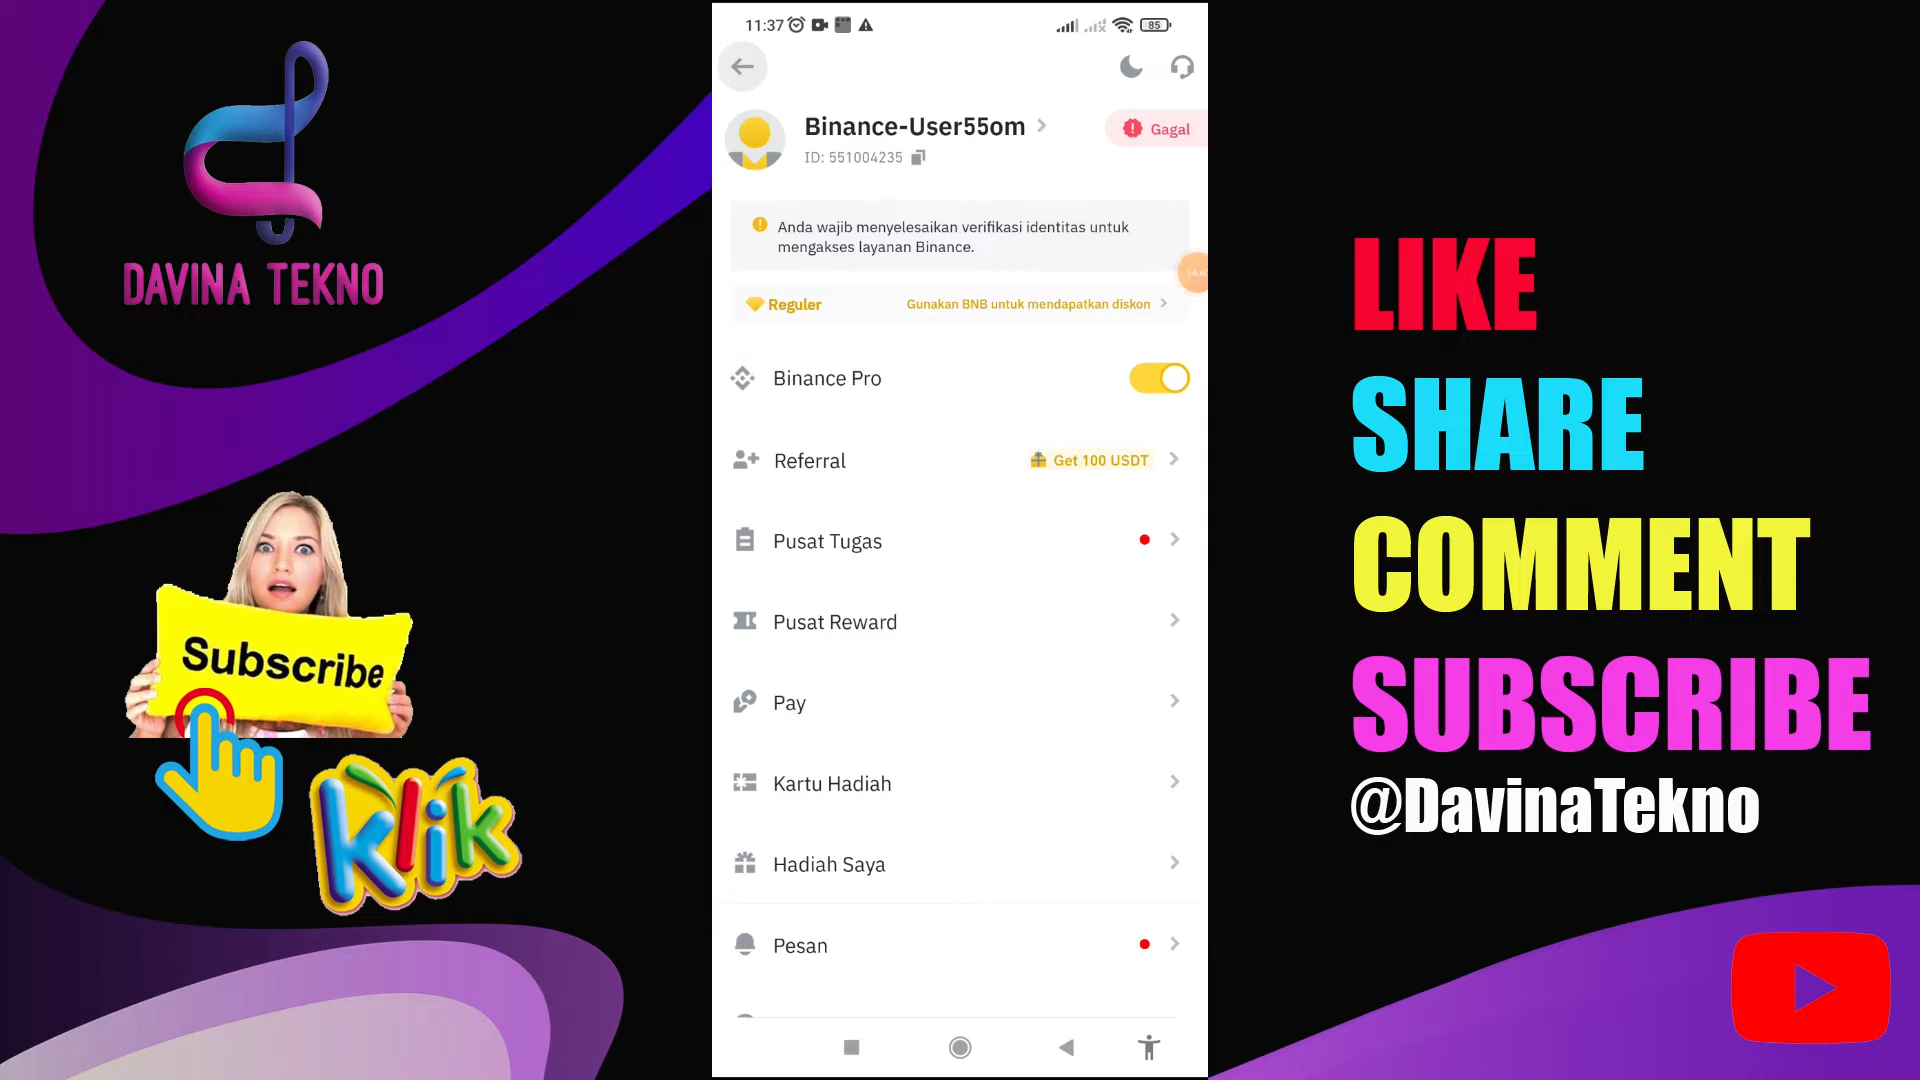 DAVINA TEKNO
Subscribe
klik
11:37
85
Binance-User55om
Gagal
ID: 551004235
Anda wajib menyelesaikan verifikasi identitas untuk
mengakses layanan Binance.
Reguler
Gunakan BNB untuk mendapatkan diskon
Binance Pro
Referral
Get 100 USDT
Pusat Tugas
Pusat Reward
Pay
Kartu Hadiah
Hadiah Saya
Pesan
LIKE
SHARE
COMMENT
SUBSCRIBE
@DavinaTekno